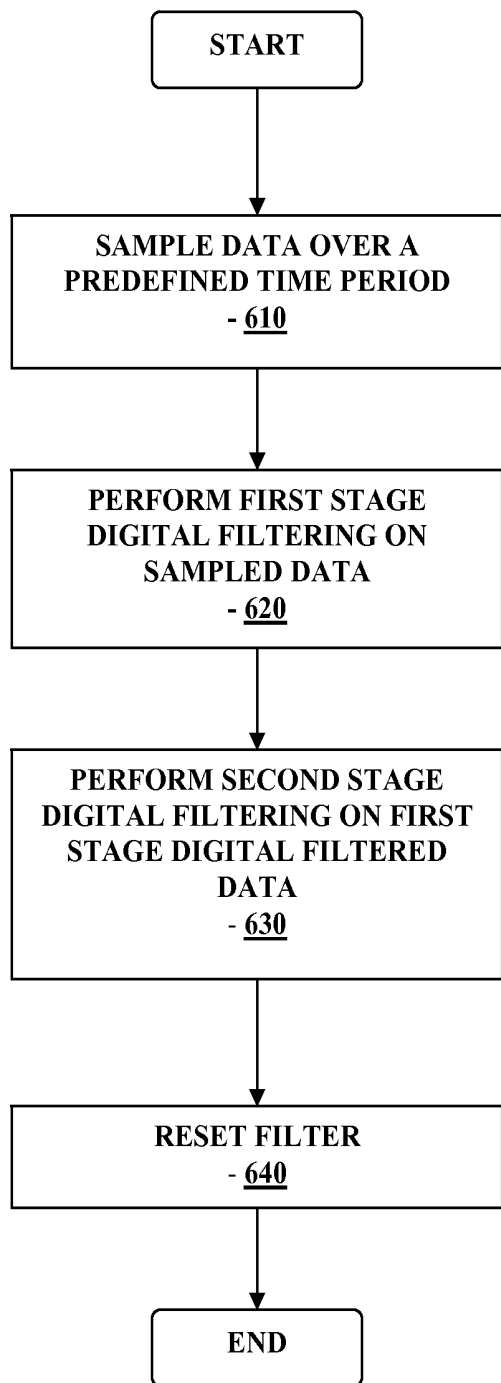 START
SAMPLE DATA OVER A
PREDEFINED TIME PERIOD
- 610
PERFORM FIRST STAGE
DIGITAL FILTERING ON
SAMPLED DATA
- 620
PERFORM SECOND STAGE
DIGITAL FILTERING ON FIRST
STAGE DIGITAL FILTERED
DATA
- 630
RESET FILTER
- 640
END